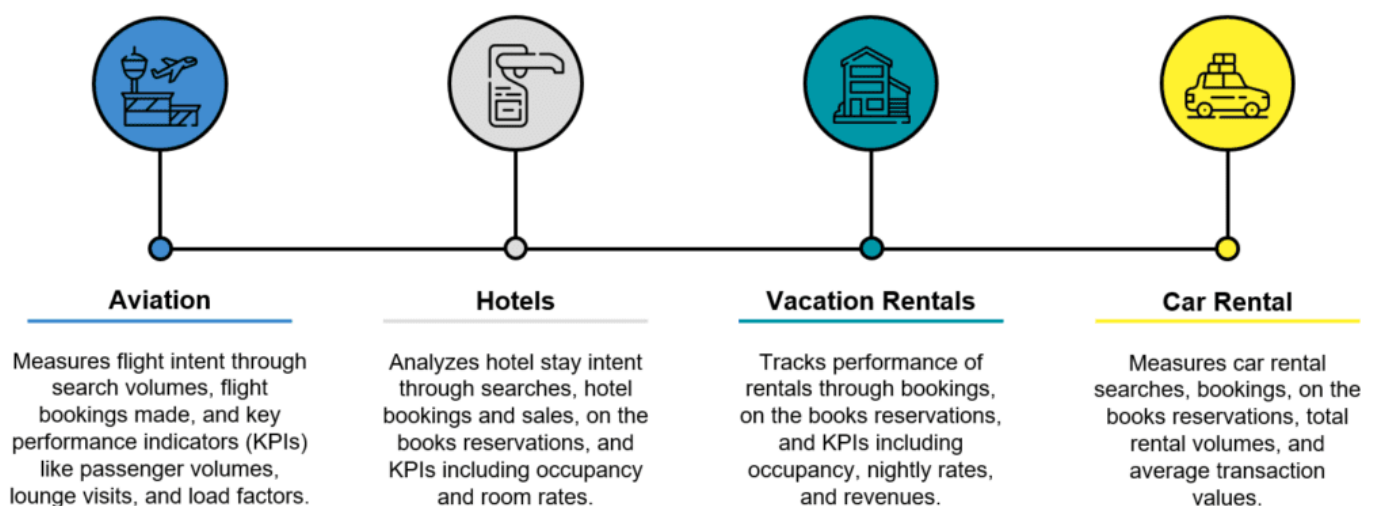 Aviation
Measures flight intent through
search volumes, flight
bookings made, and key
performance indicators (KPIs)
like passenger volumes,
lounge visits, and load factors.
Hotels
Analyzes hotel stay intent
through searches, hotel
bookings and sales, on the
books reservations, and
KPIs including occupancy
and room rates.
Vacation Rentals
Tracks performance of
rentals through bookings,
on the books reservations,
and KPIs including
occupancy, nightly rates,
and revenues.
Car Rental
Measures car rental
searches, bookings, on the
books reservations, total
rental volumes, and
average transaction
values.